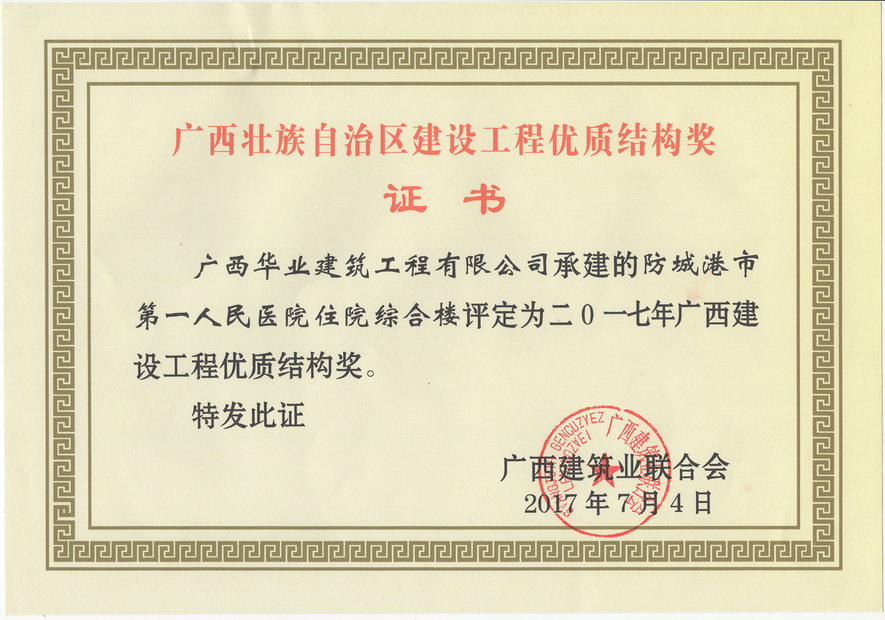 广西壮族自治区建设工程优质结构奖
证书
广西华业建筑工程有限公司承建的防城港市
第一人民医院住院综合楼评定为二0一七年广西建
设工程优质结构奖。
特发此证
广西建筑业联合会
2017年7月4日